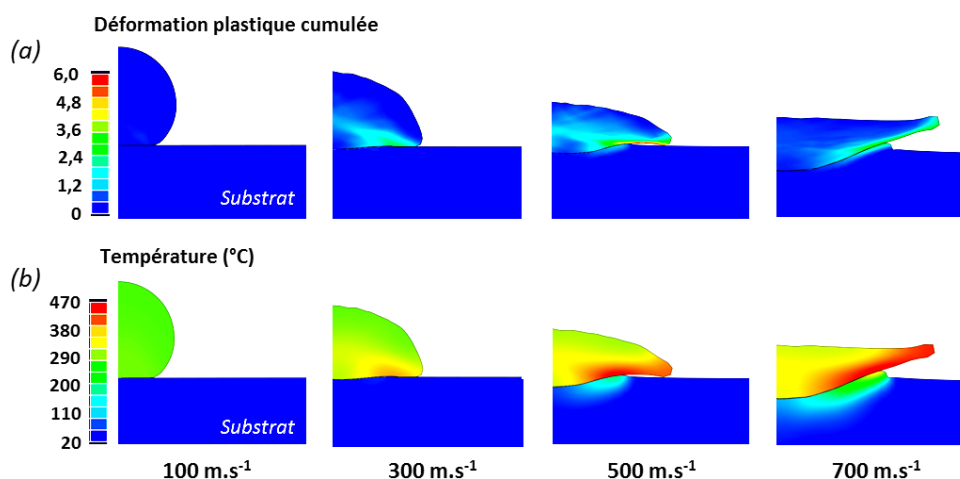 Déformation plastique cumulée
(a)
6,0
4,8
3,6
2,4
1,2
0
Substrat
Température (°C)
(b)
470
380
290
200
110
20
Substrat
100 m.s⁻¹
300 m.s⁻¹
500 m.s⁻¹
700 m.s⁻¹